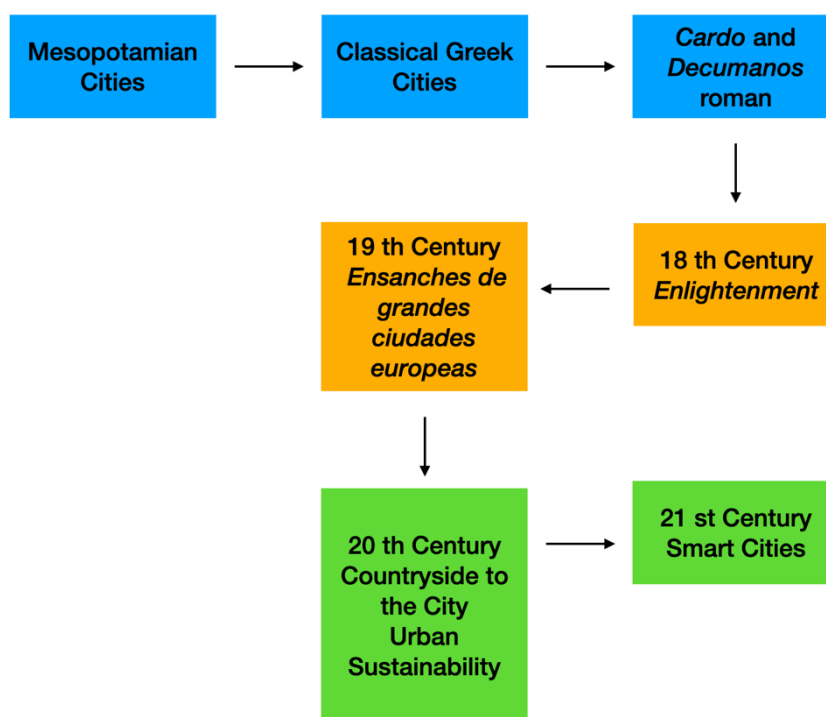 Mesopotamian
Cities
Classical Greek
Cities
Cardo and
Decumanos
roman
18 th Century
Enlightenment
19 th Century
Ensanches de
grandes
ciudades
europeas
20 th Century
Countryside to
the City
Urban
Sustainability
21 st Century
Smart Cities